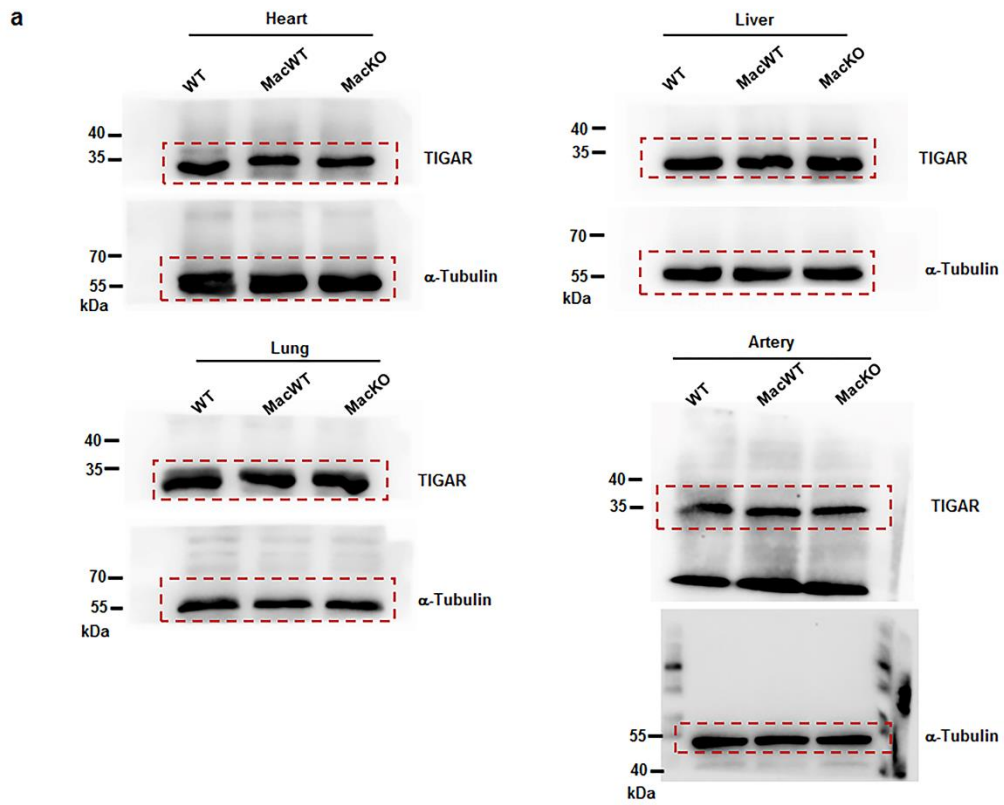 a
Heart
WT MacWT MacKO
40
35
TIGAR
70
55
kDa
α-Tubulin
Liver
WT MacWT MacKO
40
35
TIGAR
70
55
kDa
α-Tubulin
Lung
WT MacWT MacKO
40
35
TIGAR
70
55
kDa
α-Tubulin
Artery
WT MacWT MacKO
40
35
TIGAR
55
40
kDa
α-Tubulin